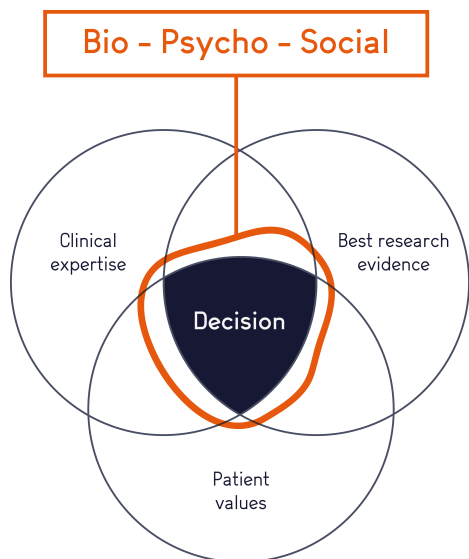 Bio - Psycho - Social
Clinical
expertise
Best research
evidence
Decision
Patient
values